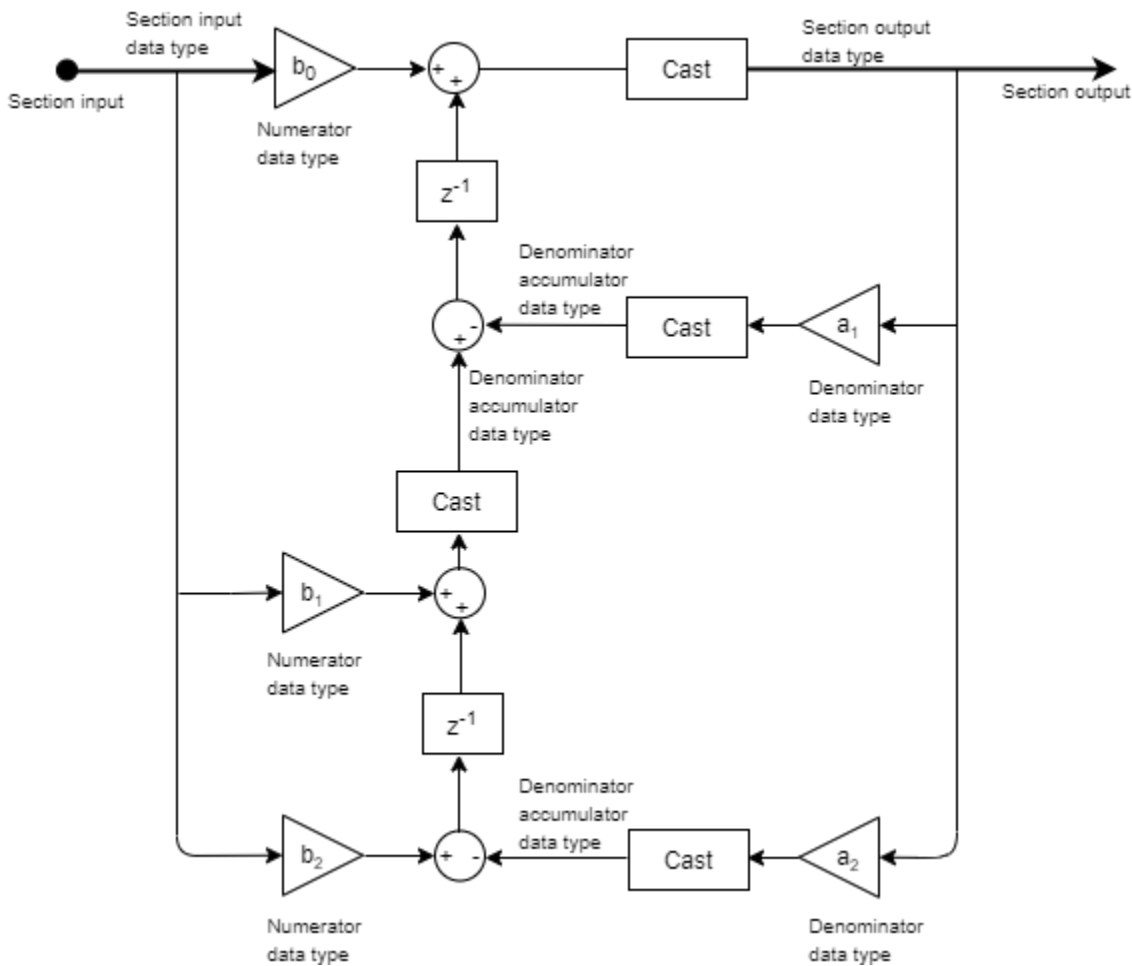 Section input
data type
Section output
data type
b0
+
+
Cast
Section input
Section output
Numerator
data type
z-1
Denominator
accumulator
data type
+
-
Cast
a1
Denominator
accumulator
data type
Denominator
data type
Cast
b1
+
+
Numerator
data type
z-1
Denominator
accumulator
data type
b2
+
-
Cast
a2
Numerator
data type
Denominator
data type